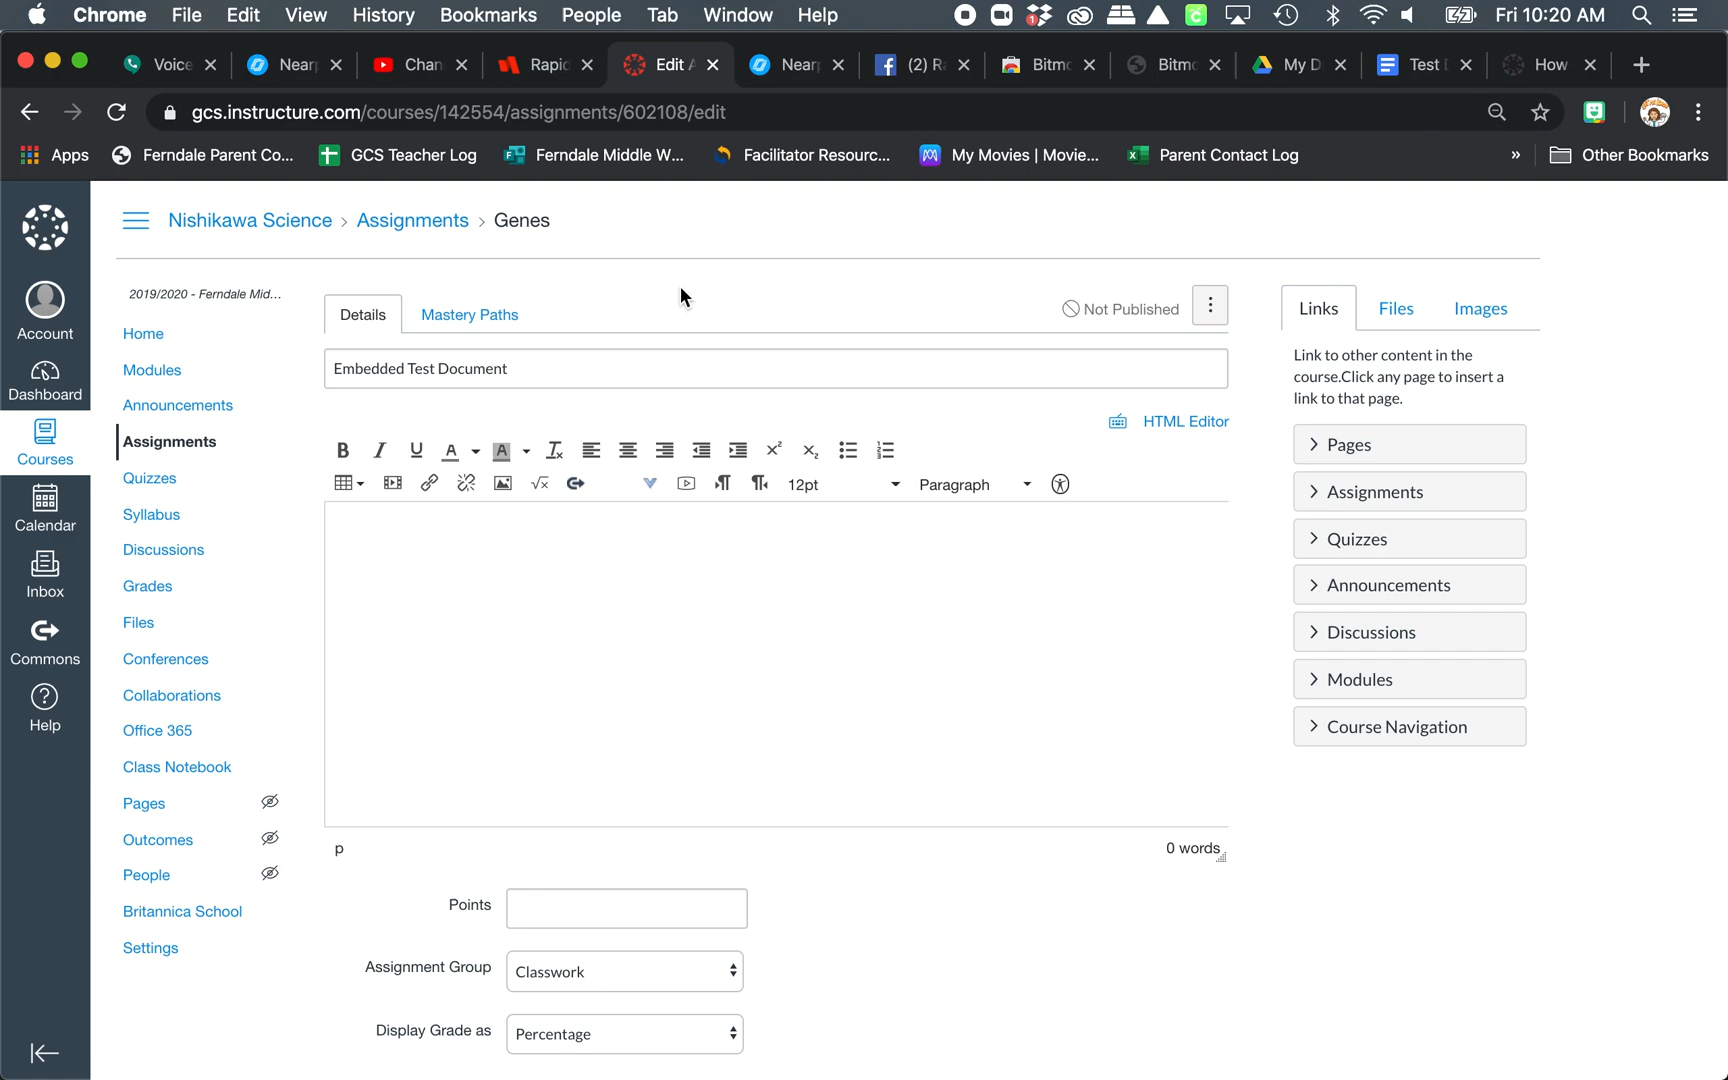 Chrome File Edit View History Bookmarks People Tab Window Help Fri 10:20 AM
Voice Near Chan Rapid Edit A Near (2) R Bitm Bitm My D Test How
gcs.instructure.com/courses/142554/assignments/602108/edit
Apps Ferndale Parent Co... GCS Teacher Log Ferndale Middle W... Facilitator Resourc... My Movies | Movie... Parent Contact Log » Other Bookmarks
Nishikawa Science > Assignments > Genes
Account
Dashboard
Courses
Calendar
Inbox
Commons
Help
2019/2020 - Ferndale Mid...
Home
Modules
Announcements
Assignments
Quizzes
Syllabus
Discussions
Grades
Files
Conferences
Collaborations
Office 365
Class Notebook
Pages
Outcomes
People
Britannica School
Settings
Details Mastery Paths Not Published
Embedded Test Document
HTML Editor
12pt Paragraph
p 0 words
Points
Assignment Group Classwork
Display Grade as Percentage
Links Files Images
Link to other content in the
course.Click any page to insert a
link to that page.
Pages
Assignments
Quizzes
Announcements
Discussions
Modules
Course Navigation